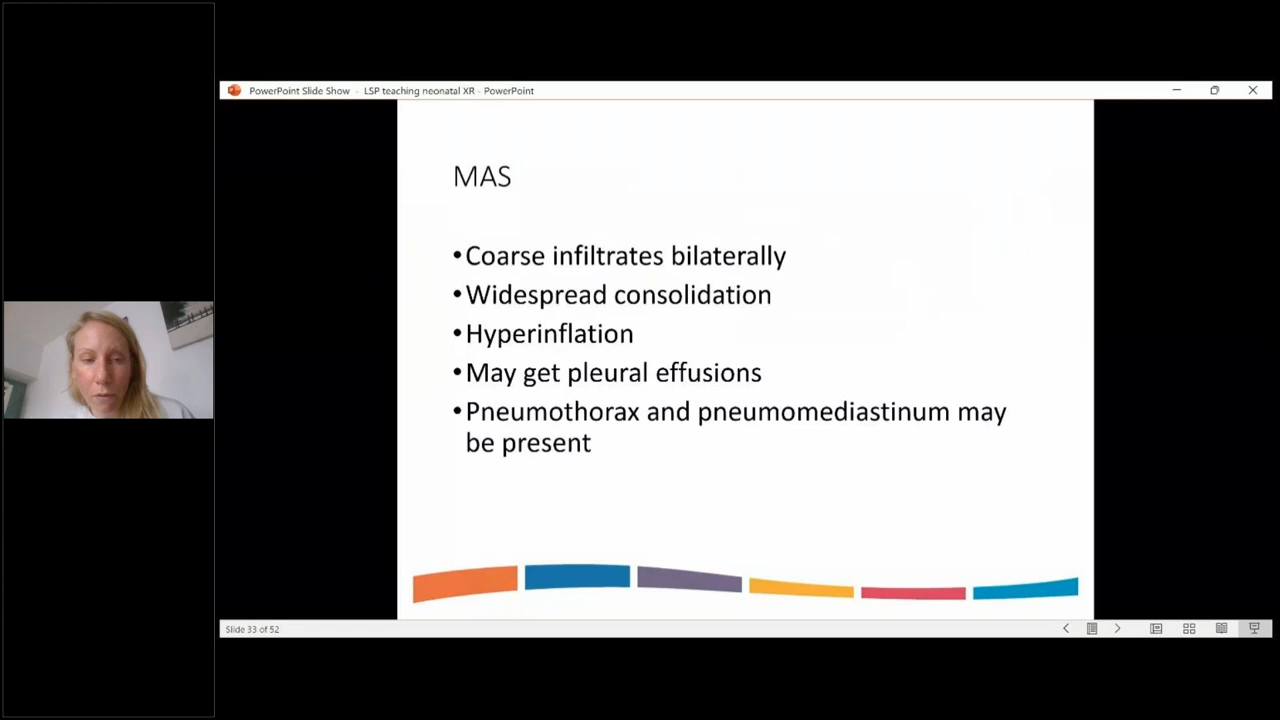 PowerPoint Slide Show - LSP teaching neonatal XR - PowerPoint
MAS
•Coarse infiltrates bilaterally
•Widespread consolidation
•Hyperinflation
•May get pleural effusions
•Pneumothorax and pneumomediastinum may
be present
Slide 33 of 52